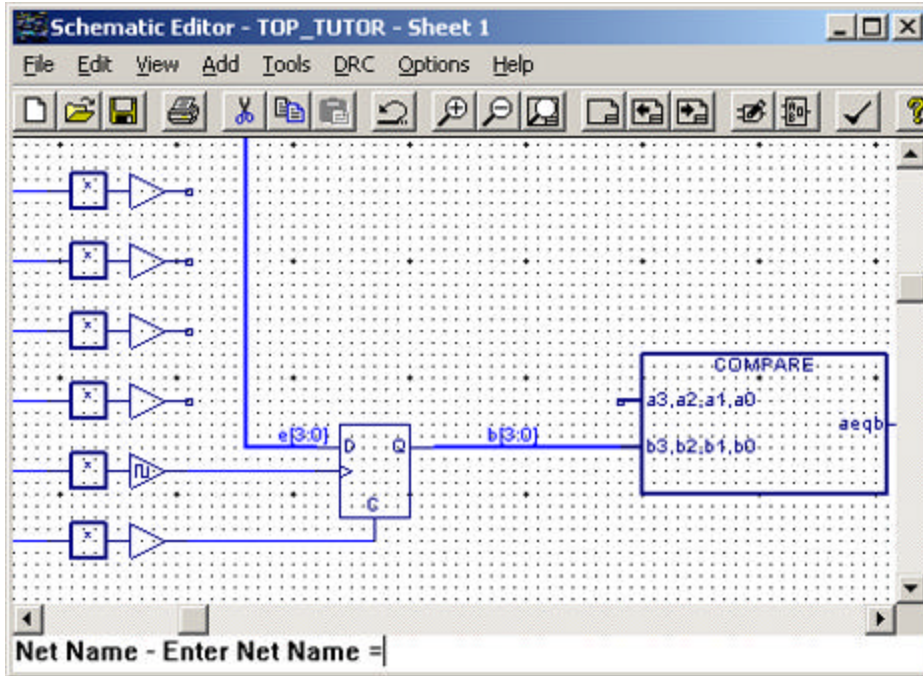 Schematic Editor - TOP_TUTOR - Sheet 1
File Edit View Add Tools DRC Options Help
x
x
x
x
COMPARE
a3,a2,a1,a0
aeqb
e[3:0]
D
Q
b[3:0]
b3,b2,b1,b0
x
C
x
Net Name - Enter Net Name =